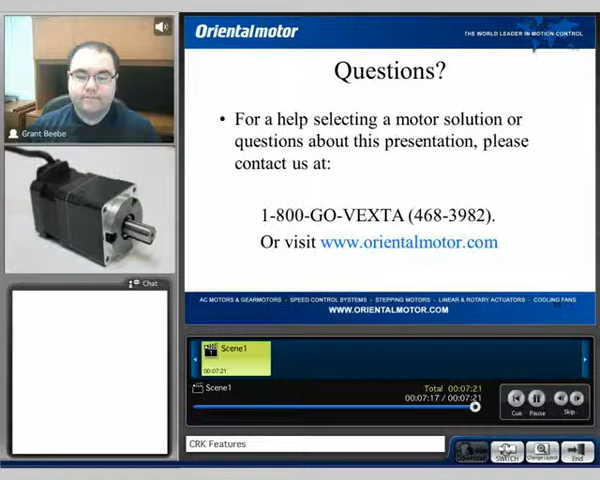 Orientalmotor
THE WORLD LEADER IN MOTION CONTROL
Questions?
• For a help selecting a motor solution or
questions about this presentation, please
contact us at:
1-800-GO-VEXTA (468-3982).
Or visit www.orientalmotor.com
AC MOTORS & GEARMOTORS - SPEED CONTROL SYSTEMS - STEPPING MOTORS - LINEAR & ROTARY ACTUATORS - COOLING FANS
WWW.ORIENTALMOTOR.COM
Grant Beebe
Chat
Scene1
1
00:07:21
Scene1
Total 00:07:21
00:07:17 / 00:07:21
Cue
Pause
Skip
CRK Features
SWITCH
Change Layout
End